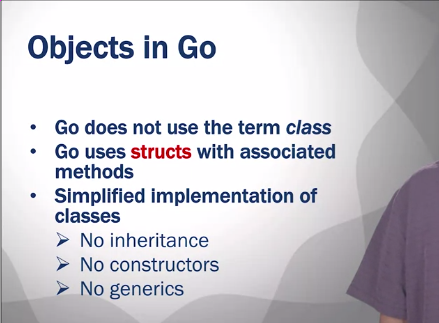 Objects in Go
• Go does not use the term class
• Go uses structs with associated
methods
• Simplified implementation of
classes
➢ No inheritance
➢ No constructors
➢ No generics